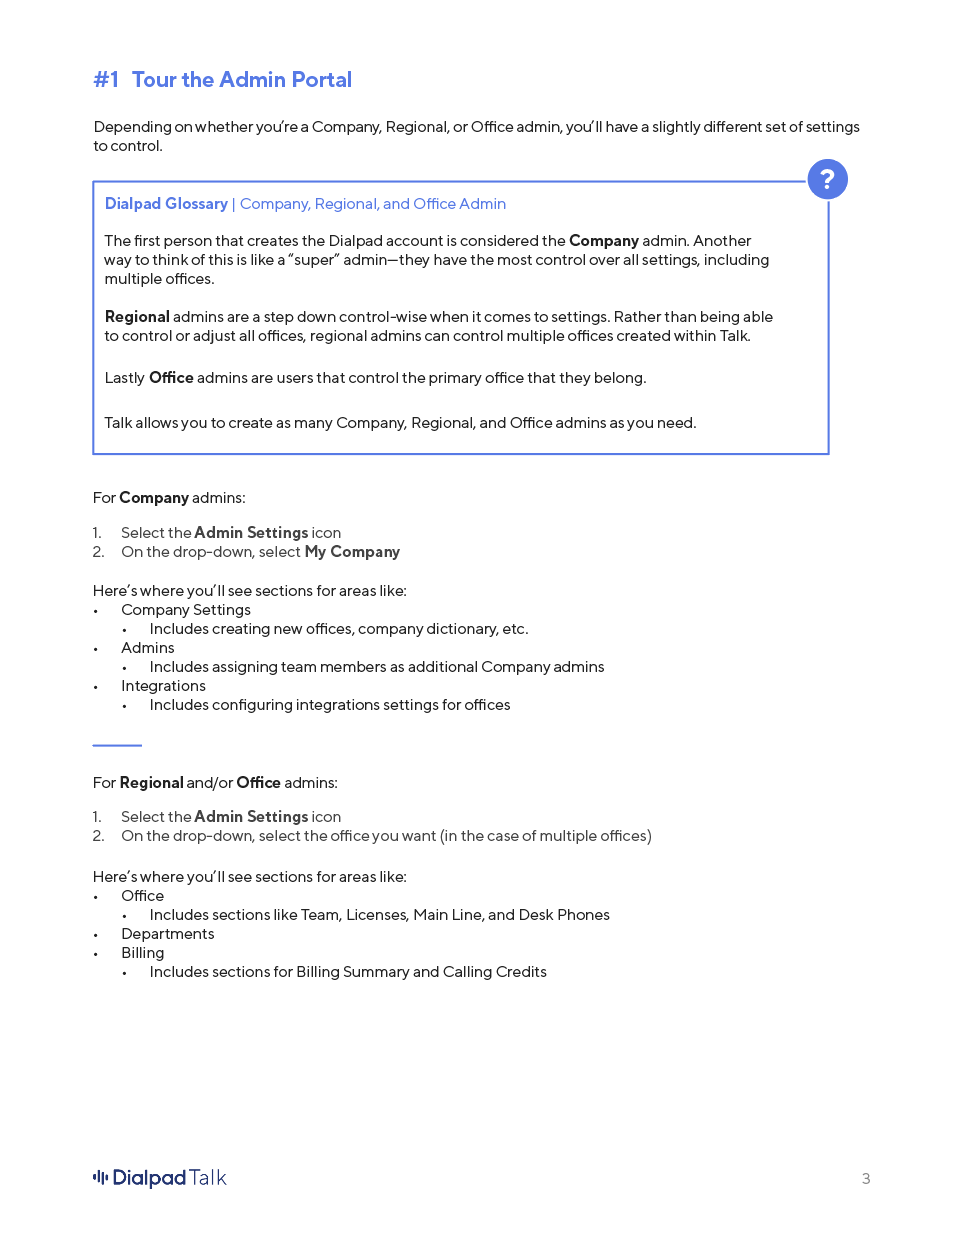 #1 Tour the Admin Portal
Depending on whether you're a Company, Regional, or Office admin, you'll have a slightly different set of settings
to control.
?
Dialpad Glossary | Company, Regional, and Office Admin
The first person that creates the Dialpad account is considered the Company admin. Another
way to think of this is like a "super" admin—they have the most control over all settings, including
multiple offices.
Regional admins are a step down control-wise when it comes to settings. Rather than being able
to control or adjust all offices, regional admins can control multiple offices created within Talk.
Lastly Office admins are users that control the primary office that they belong.
Talk allows you to create as many Company, Regional, and Office admins as you need.
For Company admins:
1. Select the Admin Settings icon
2. On the drop-down, select My Company
Here's where you'll see sections for areas like:
• Company Settings
• Includes creating new offices, company dictionary, etc.
• Admins
• Includes assigning team members as additional Company admins
• Integrations
• Includes configuring integrations settings for offices
For Regional and/or Office admins:
1. Select the Admin Settings icon
2. On the drop-down, select the office you want (in the case of multiple offices)
Here's where you'll see sections for areas like:
• Office
• Includes sections like Team, Licenses, Main Line, and Desk Phones
• Departments
• Billing
• Includes sections for Billing Summary and Calling Credits
Dialpad Talk
3